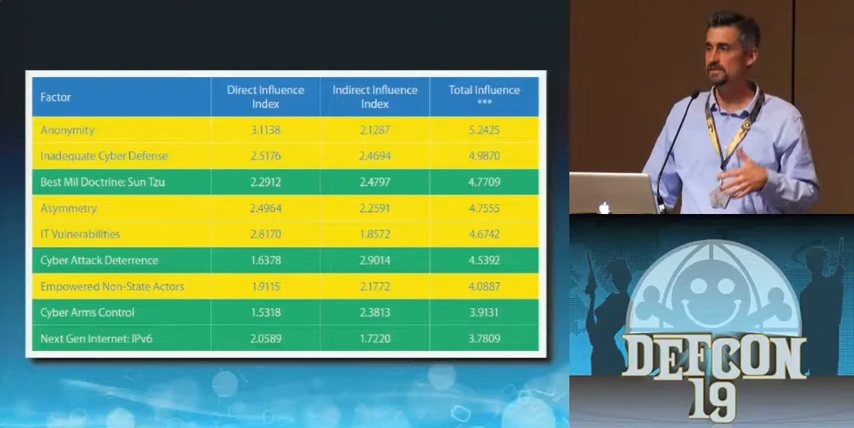 Factor Direct Influence Index Indirect Influence Index Total Influence ***
Anonymity 3.1138 2.1287 5.2425
Inadequate Cyber Defense 2.5176 2.4694 4.9870
Best Mil Doctrine: Sun Tzu 2.2912 2.4797 4.7709
Asymmetry 2.4964 2.2591 4.7555
IT Vulnerabilities 2.8170 1.8572 4.6742
Cyber Attack Deterrence 1.6378 2.9014 4.5392
Empowered Non-State Actors 1.9115 2.1772 4.0887
Cyber Arms Control 1.5318 2.3813 3.9131
Next Gen Internet: IPv6 2.0589 1.7220 3.7809
DEFCON
19